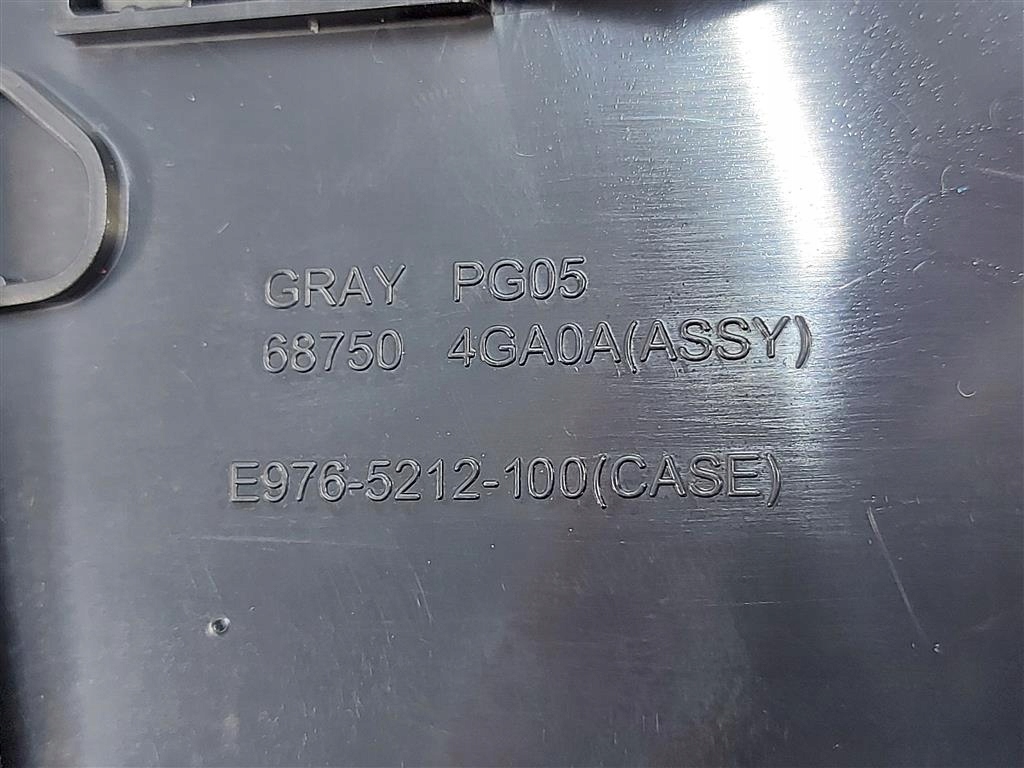 GRAY PG05
68750 4GA0A(ASSY)
E976-5212-100(CASE)